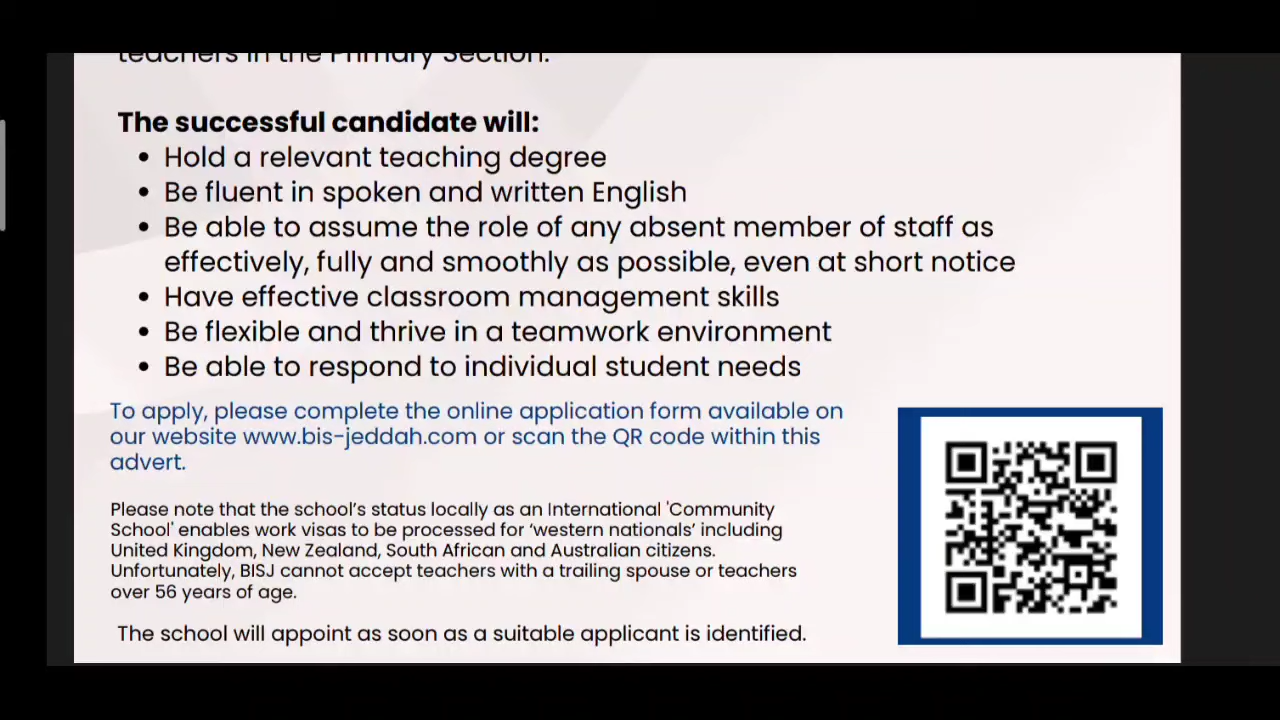 teachers in the Primary Section.
The successful candidate will:
• Hold a relevant teaching degree
• Be fluent in spoken and written English
• Be able to assume the role of any absent member of staff as
effectively, fully and smoothly as possible, even at short notice
• Have effective classroom management skills
• Be flexible and thrive in a teamwork environment
• Be able to respond to individual student needs
To apply, please complete the online application form available on
our website www.bis-jeddah.com or scan the QR code within this
advert.
Please note that the school’s status locally as an International 'Community
School' enables work visas to be processed for ‘western nationals’ including
United Kingdom, New Zealand, South African and Australian citizens.
Unfortunately, BISJ cannot accept teachers with a trailing spouse or teachers
over 56 years of age.
The school will appoint as soon as a suitable applicant is identified.